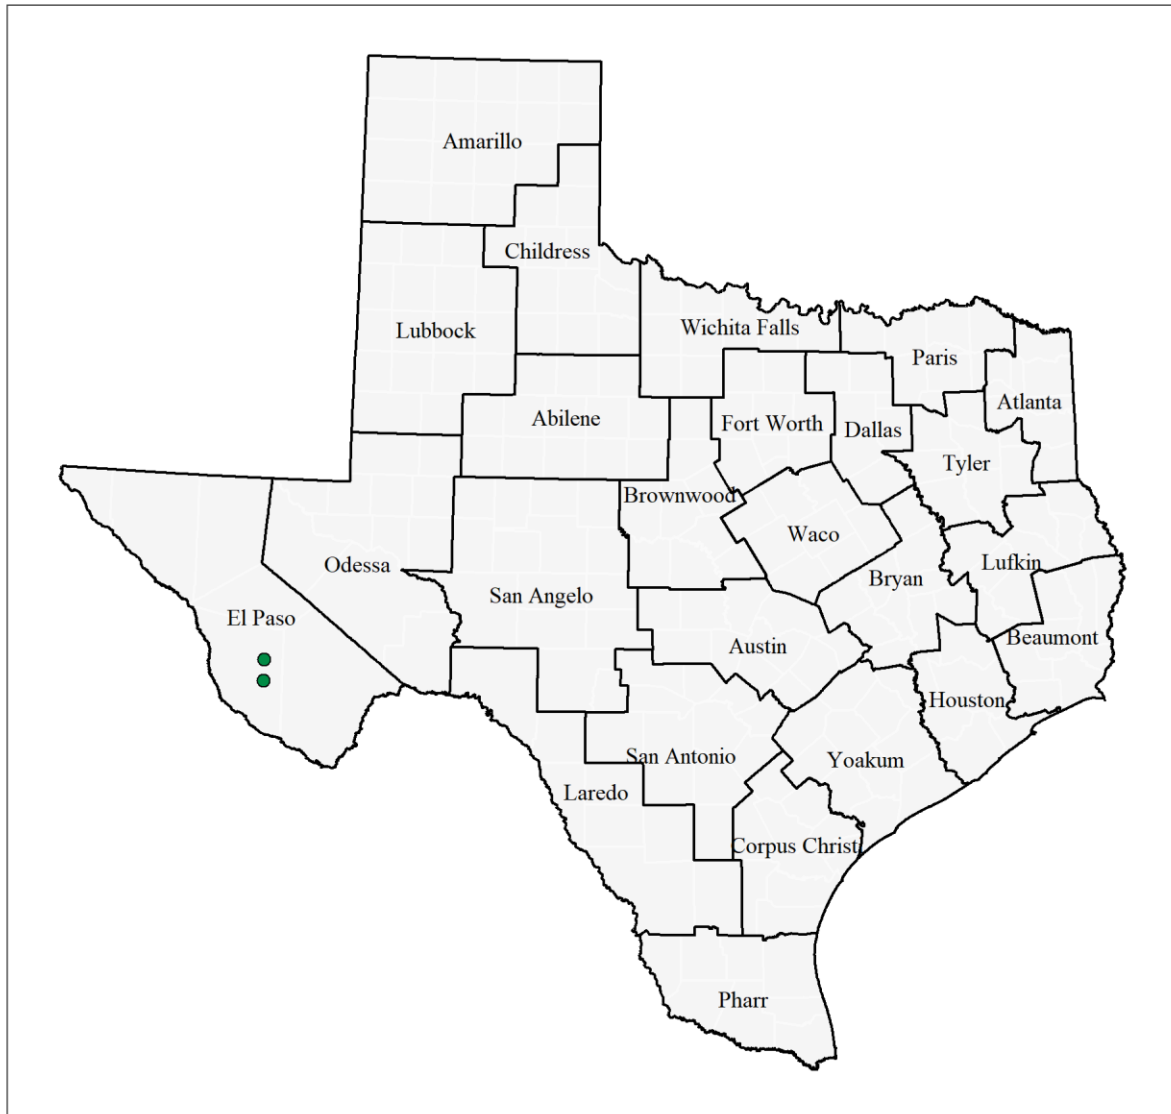 Amarillo
Childress
Lubbock
Wichita Falls
Paris
Atlanta
Abilene
Fort Worth
Dallas
Tyler
Brownwood
Waco
Odessa
Lufkin
Bryan
San Angelo
El Paso
Beaumont
Austin
Houston
San Antonio
Yoakum
Laredo
Corpus Christ
Pharr